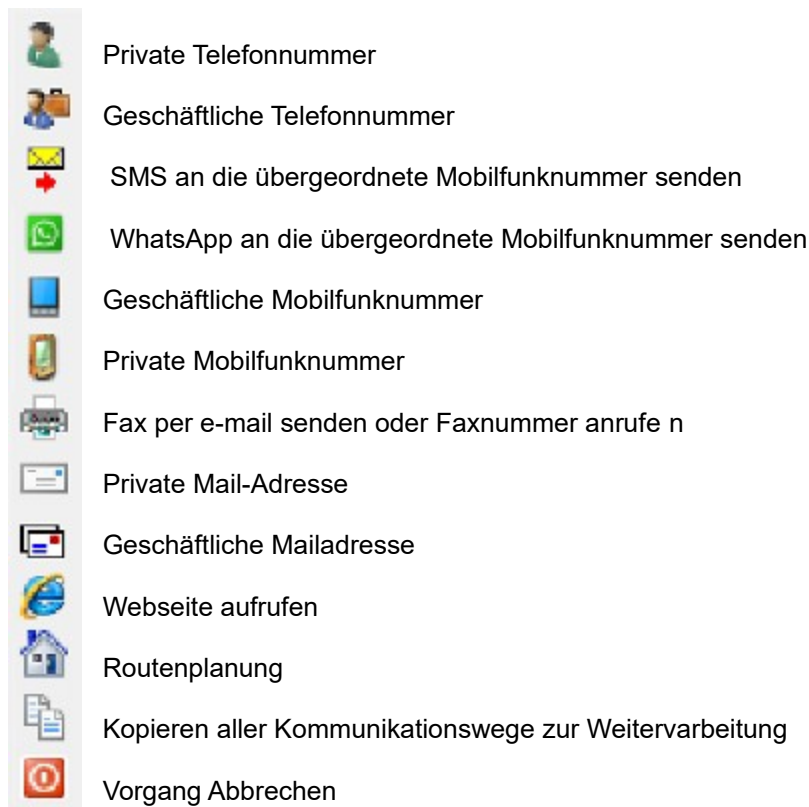 Private Telefonnummer
Geschäftliche Telefonnummer
SMS an die übergeordnete Mobilfunknummer senden
WhatsApp an die übergeordnete Mobilfunknummer senden
Geschäftliche Mobilfunknummer
Private Mobilfunknummer
Fax per e-mail senden oder Faxnummer anrufe n
Private Mail-Adresse
Geschäftliche Mailadresse
Webseite aufrufen
Routenplanung
Kopieren aller Kommunikationswege zur Weitervarbeitung
Vorgang Abbrechen